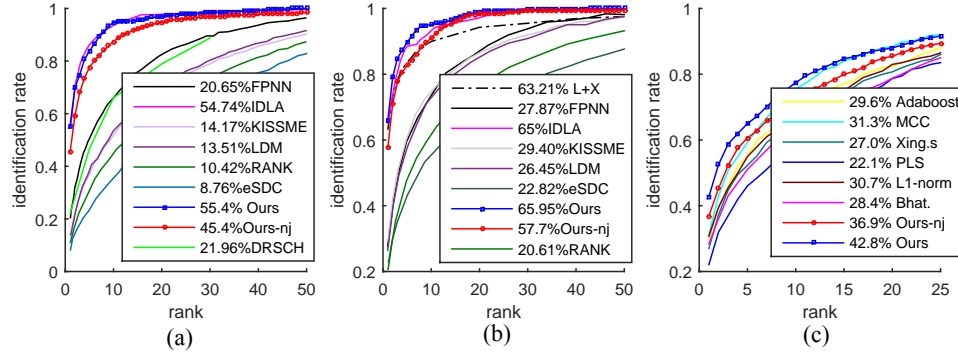 identification rate
1
0.8
0.6
0.4
0.2
0
20.65%FPNN
54.74%IDLA
14.17%KISSME
13.51%LDM
10.42%RANK
8.76%eSDC
55.4% Ours
45.4%Ours-nj
21.96%DRSCH
0 10 20 30 40 50
rank
(a)
identification rate
1
0.8
0.6
0.4
0.2
63.21% L+X
27.87%FPNN
65%IDLA
29.40%KISSME
26.45%LDM
22.82%eSDC
65.95%Ours
57.7%Ours-nj
20.61%RANK
0 10 20 30 40 50
rank
(b)
identification rate
1
0.8
0.6
0.4
0.2
29.6% Adaboost
31.3% MCC
27.0% Xing.s
22.1% PLS
30.7% L1-norm
28.4% Bhat.
36.9% Ours-nj
42.8% Ours
0 5 10 15 20 25
rank
(c)